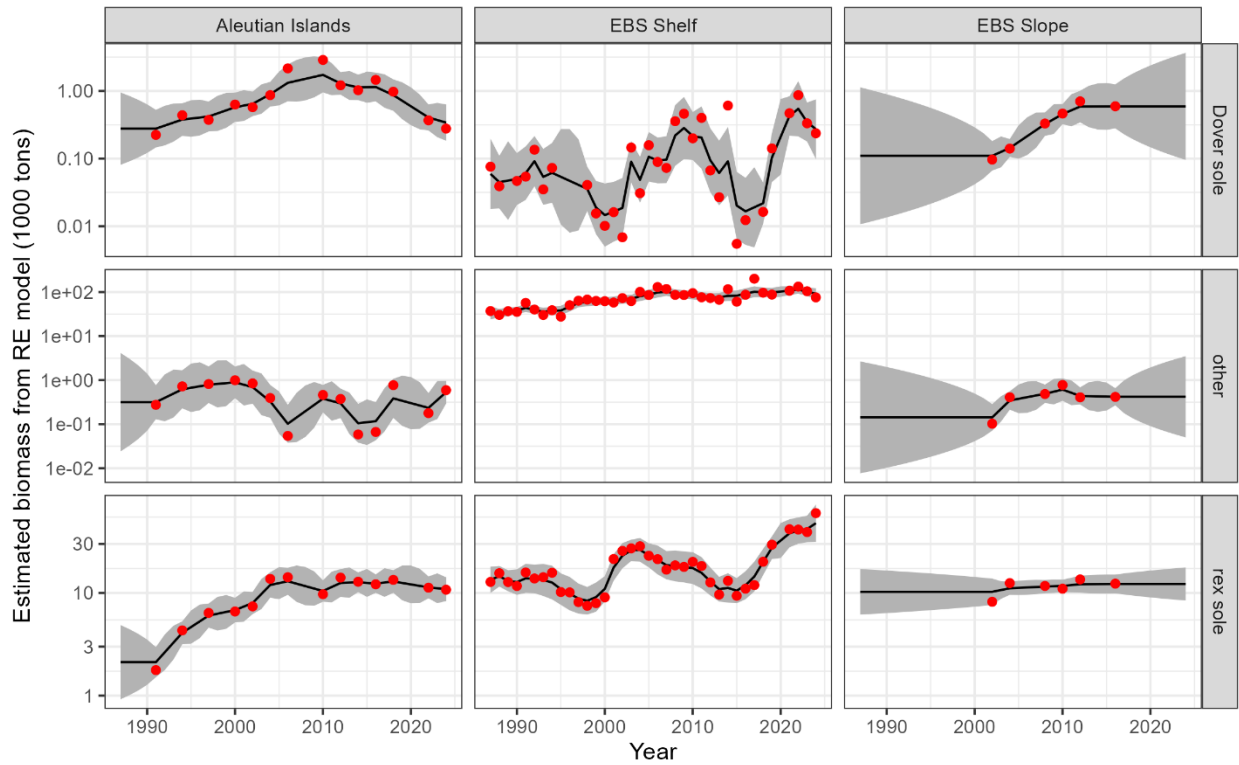 Aleutian Islands
EBS Shelf
EBS Slope
Estimated biomass from RE model (1000 tons)
1.00
0.10
0.01
Dover sole
1e+02
1e+01
1e+00
1e-01
1e-02
other
30
10
3
1
rex sole
1990 2000 2010 2020
1990 2000 2010 2020
1990 2000 2010 2020
Year